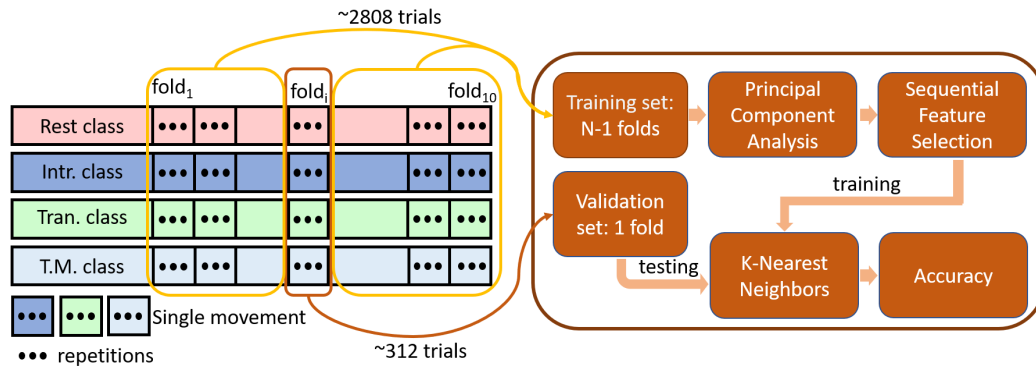 ~2808 trials
fold1
foldi
fold10
Rest class
Intr. class
Tran. class
T.M. class
Single movement
repetitions
~312 trials
Training set:
N-1 folds
Principal
Component
Analysis
Sequential
Feature
Selection
training
Validation
set: 1 fold
testing
K-Nearest
Neighbors
Accuracy